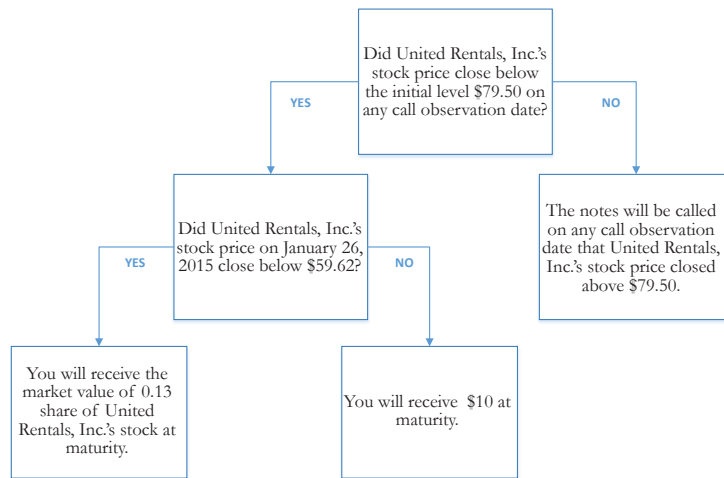 Did United Rentals, Inc.'s
stock price close below
the initial level $79.50 on
any call observation date?
YES
NO
Did United Rentals, Inc.'s
stock price on January 26,
2015 close below $59.62?
The notes will be called
on any call observation
date that United Rentals,
Inc.'s stock price closed
above $79.50.
YES
NO
You will receive the
market value of 0.13
share of United
Rentals, Inc.'s stock at
maturity.
You will receive $10 at
maturity.